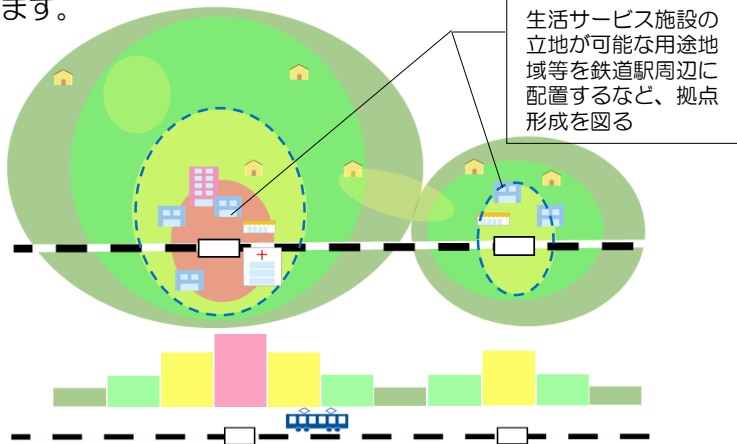 ます。
生活サービス施設の
立地が可能な用途地
域等を鉄道駅周辺に
配置するなど、拠点
形成を図る